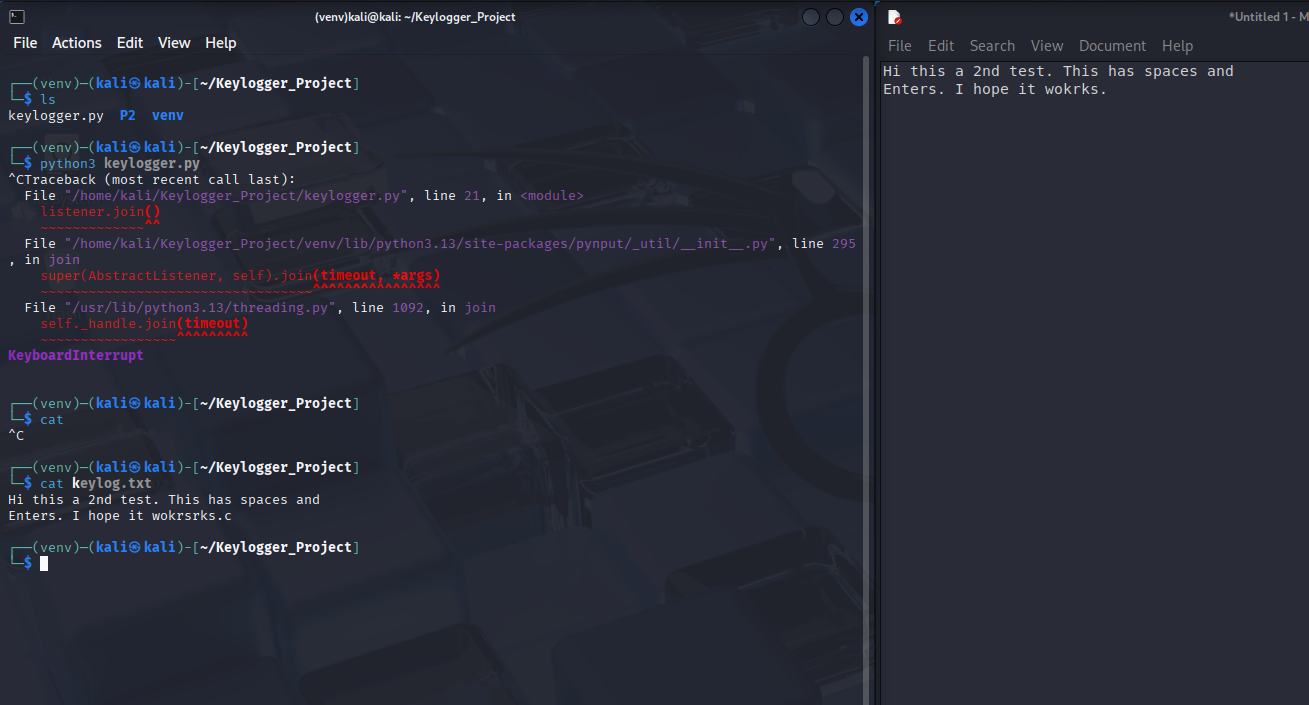 (venv)kali@kali: ~/Keylogger_Project
File Actions Edit View Help
┌──(venv)─(kali㉿kali)-[~/Keylogger_Project]
└─$ ls
keylogger.py P2 venv
┌──(venv)─(kali㉿kali)-[~/Keylogger_Project]
└─$ python3 keylogger.py
^CTraceback (most recent call last):
File "/home/kali/Keylogger_Project/keylogger.py", line 21, in <module>
listener.join()
~~~~~~~~~~~~~^^
File "/home/kali/Keylogger_Project/venv/lib/python3.13/site-packages/pynput/_util/__init__.py", line 295
, in join
super(AbstractListener, self).join(timeout, *args)
~~~~~~~~~~~~~~~~~~~~~~~~~~~~~~~~~~^^^^^^^^^^^^^^^^
File "/usr/lib/python3.13/threading.py", line 1092, in join
self._handle.join(timeout)
~~~~~~~~~~~~~~~~~^^^^^^^^^
KeyboardInterrupt
┌──(venv)─(kali㉿kali)-[~/Keylogger_Project]
└─$ cat
^C
┌──(venv)─(kali㉿kali)-[~/Keylogger_Project]
└─$ cat keylog.txt
Hi this a 2nd test. This has spaces and
Enters. I hope it wokrsrks.c
┌──(venv)─(kali㉿kali)-[~/Keylogger_Project]
└─$
*Untitled 1 - M
File Edit Search View Document Help
Hi this a 2nd test. This has spaces and
Enters. I hope it wokrks.